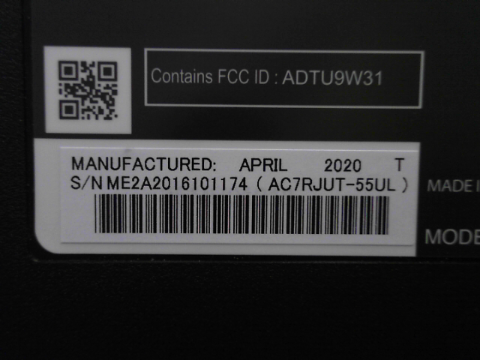 Contains FCC ID : ADTU9W31
MANUFACTURED: APRIL 2020 T
S/N ME2A2016101174 ( AC7RJUT-55UL )
MADE I
MODE